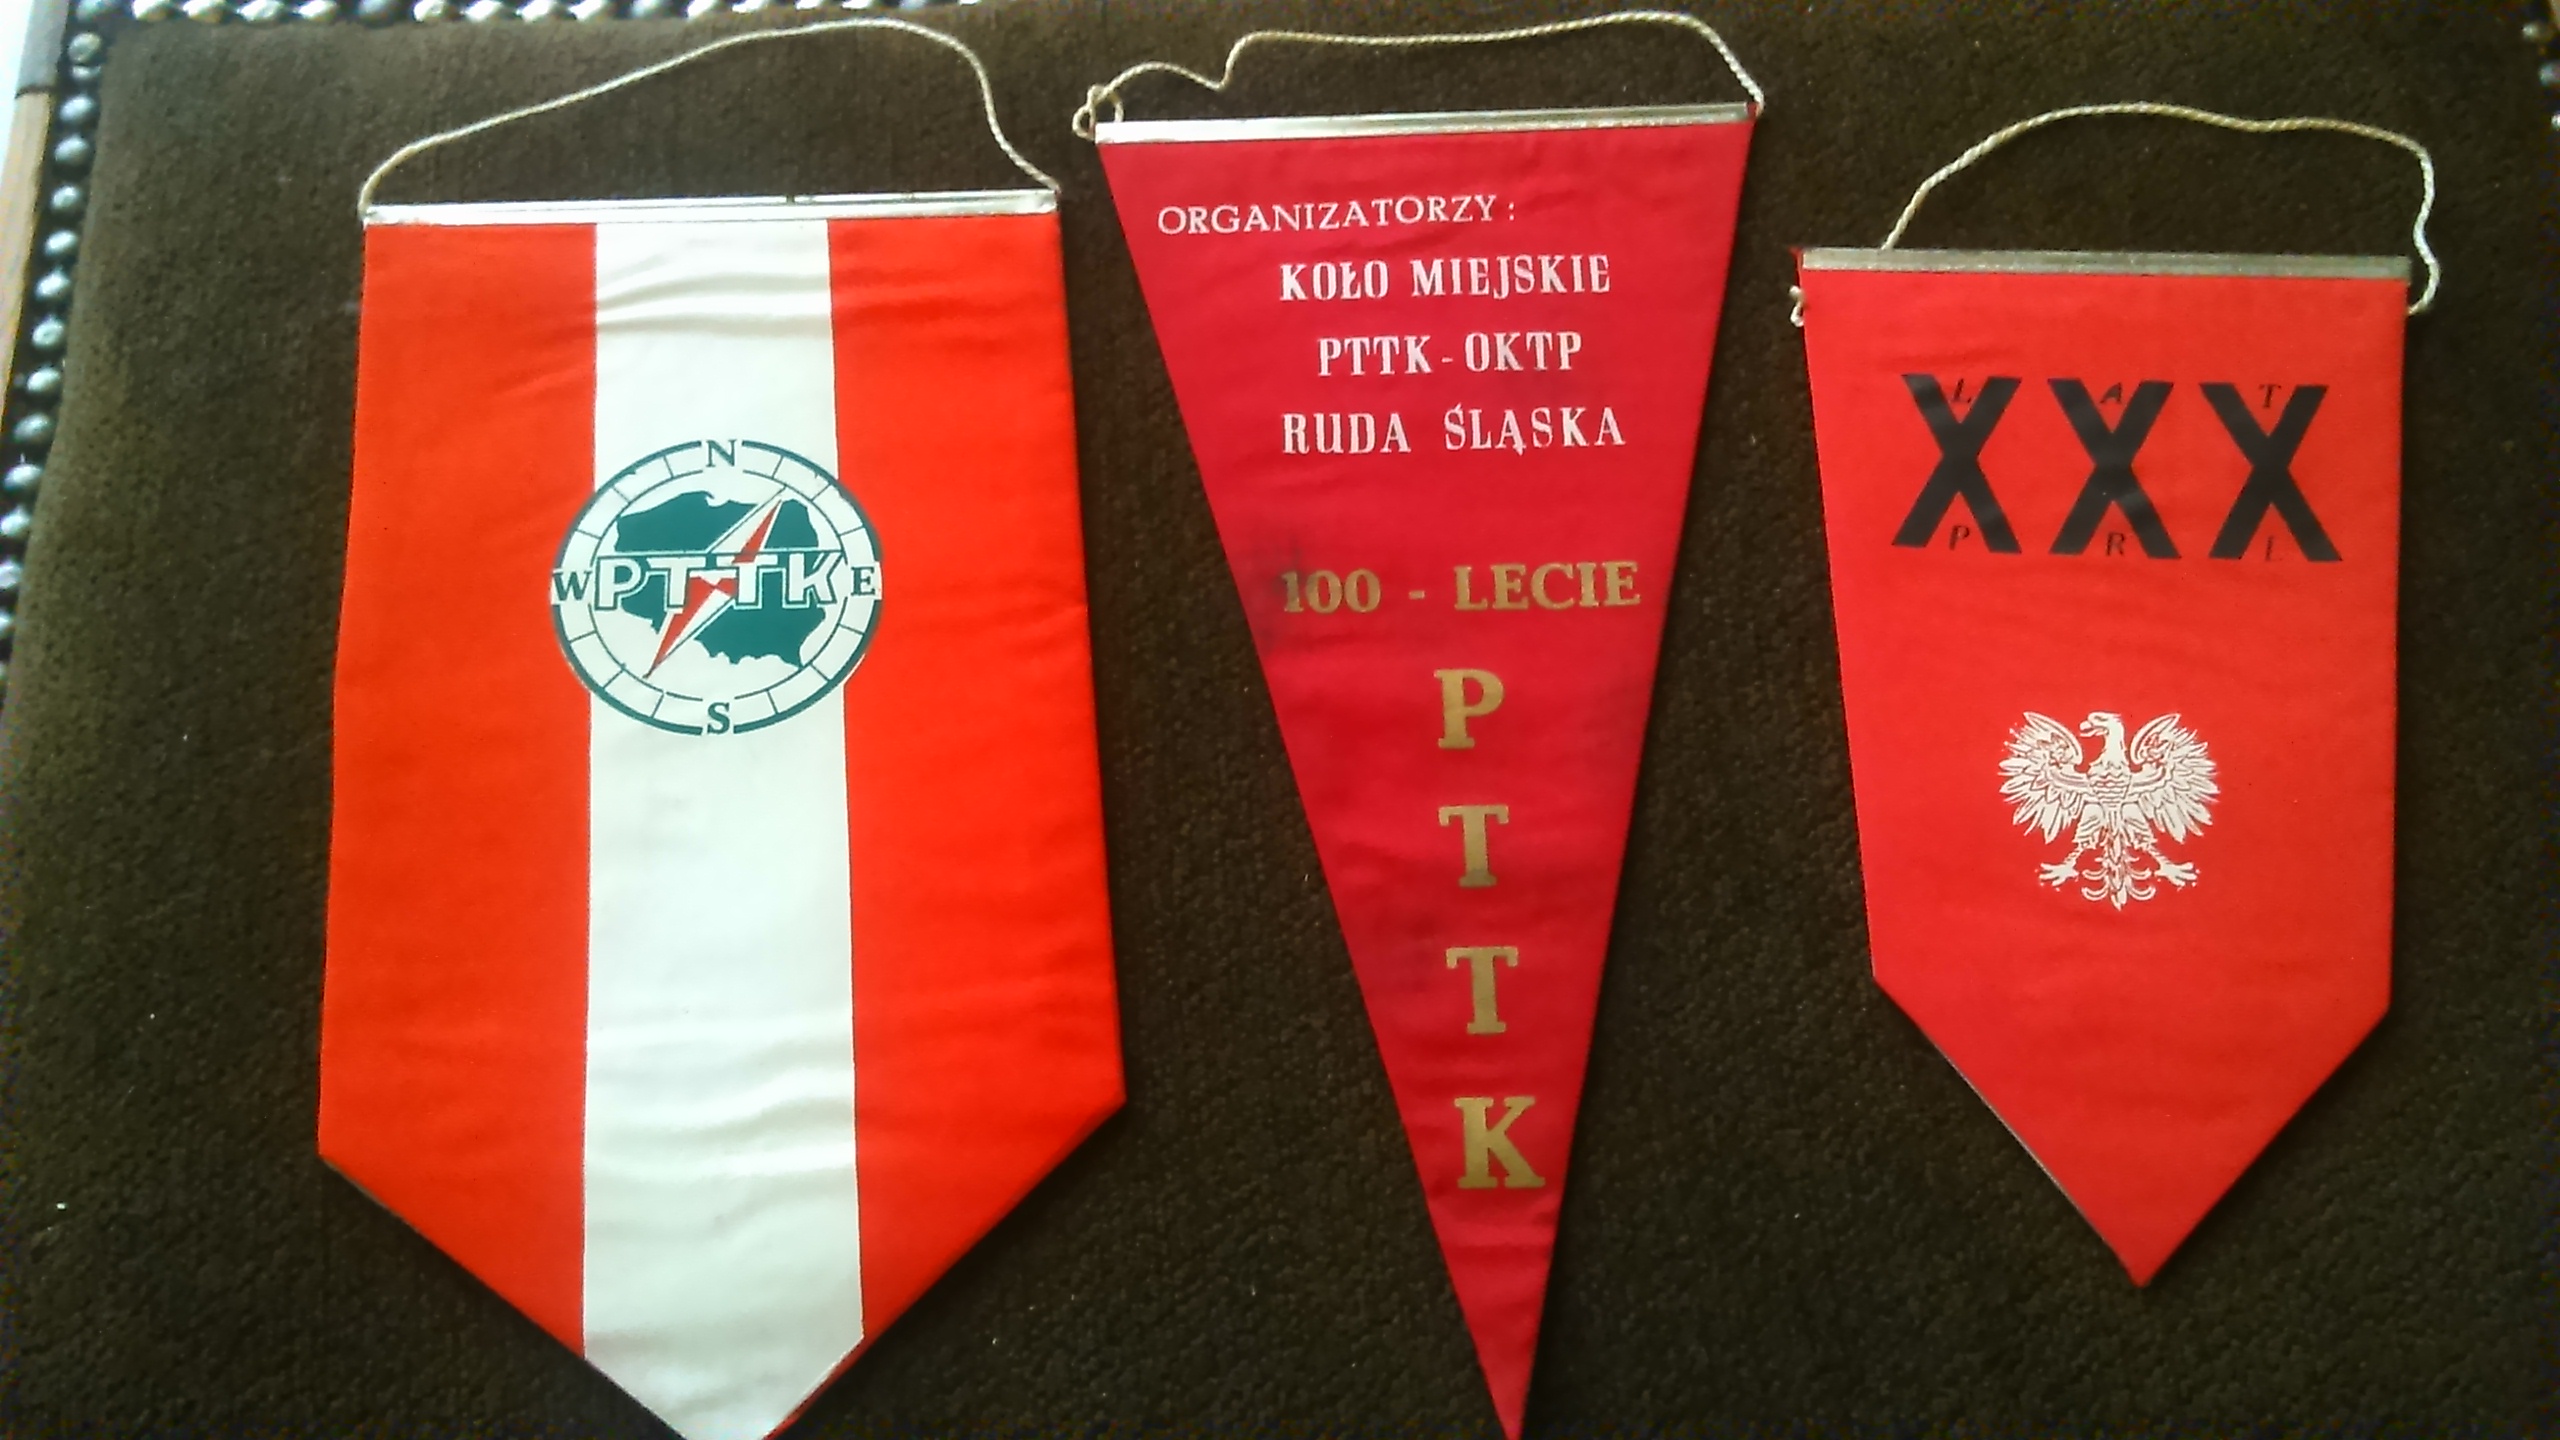 N
W PTTK E
S
ORGANIZATORZY :
KOŁO MIEJSKIE
PTTK - OKTP
RUDA ŚLĄSKA
100 - LECIE
P
T
T
K
L A T
XXX
P R L